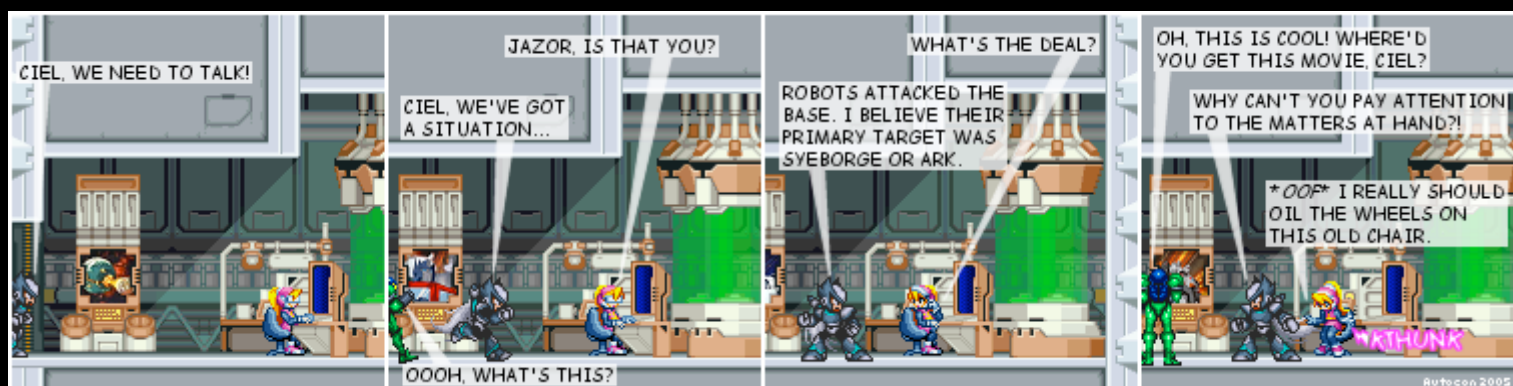 CIEL, WE NEED TO TALK!
JAZOR, IS THAT YOU?
CIEL, WE'VE GOT
A SITUATION...
OOOH, WHAT'S THIS?
WHAT'S THE DEAL?
ROBOTS ATTACKED THE
BASE. I BELIEVE THEIR
PRIMARY TARGET WAS
SYEBORGE OR ARK.
OH, THIS IS COOL! WHERE'D
YOU GET THIS MOVIE, CIEL?
WHY CAN'T YOU PAY ATTENTION
TO THE MATTERS AT HAND?!
*OOF* I REALLY SHOULD
OIL THE WHEELS ON
THIS OLD CHAIR.
*KTHUNK
Autocon 2005